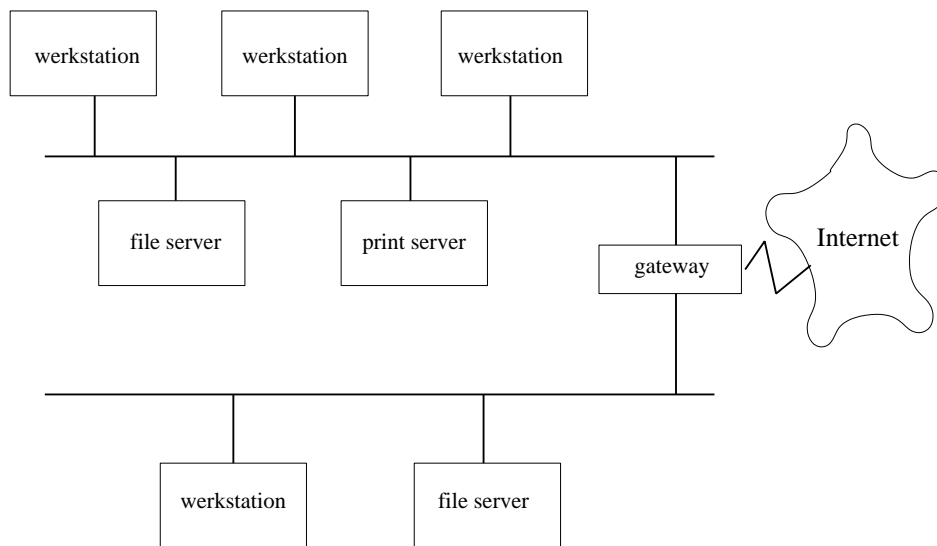 werkstation
werkstation
werkstation
file server
print server
gateway
Internet
werkstation
file server